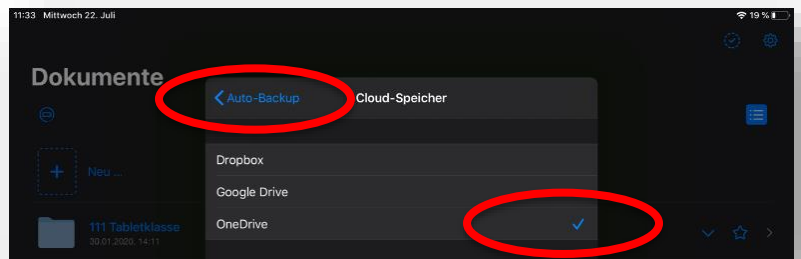 11:33 Mittwoch 22. Juli
19 %
Dokumente
Auto-Backup
Cloud-Speicher
Neu ...
Dropbox
Google Drive
OneDrive
111 Tabletklasse
30.01.2020, 14:11